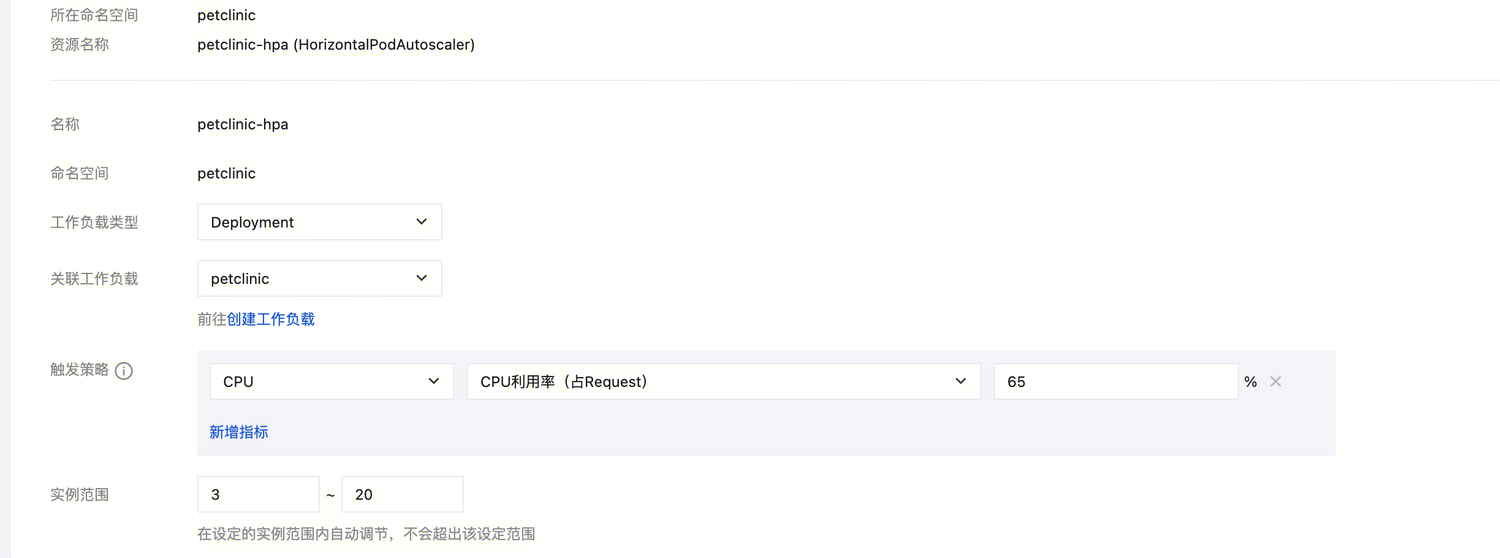 所在命名空间 petclinic
资源名称 petclinic-hpa (HorizontalPodAutoscaler)
名称 petclinic-hpa
命名空间 petclinic
工作负载类型 Deployment
关联工作负载 petclinic
前往创建工作负载
触发策略 CPU CPU利用率（占Request） 65 %
新增指标
实例范围 3 ~ 20
在设定的实例范围内自动调节，不会超出该设定范围